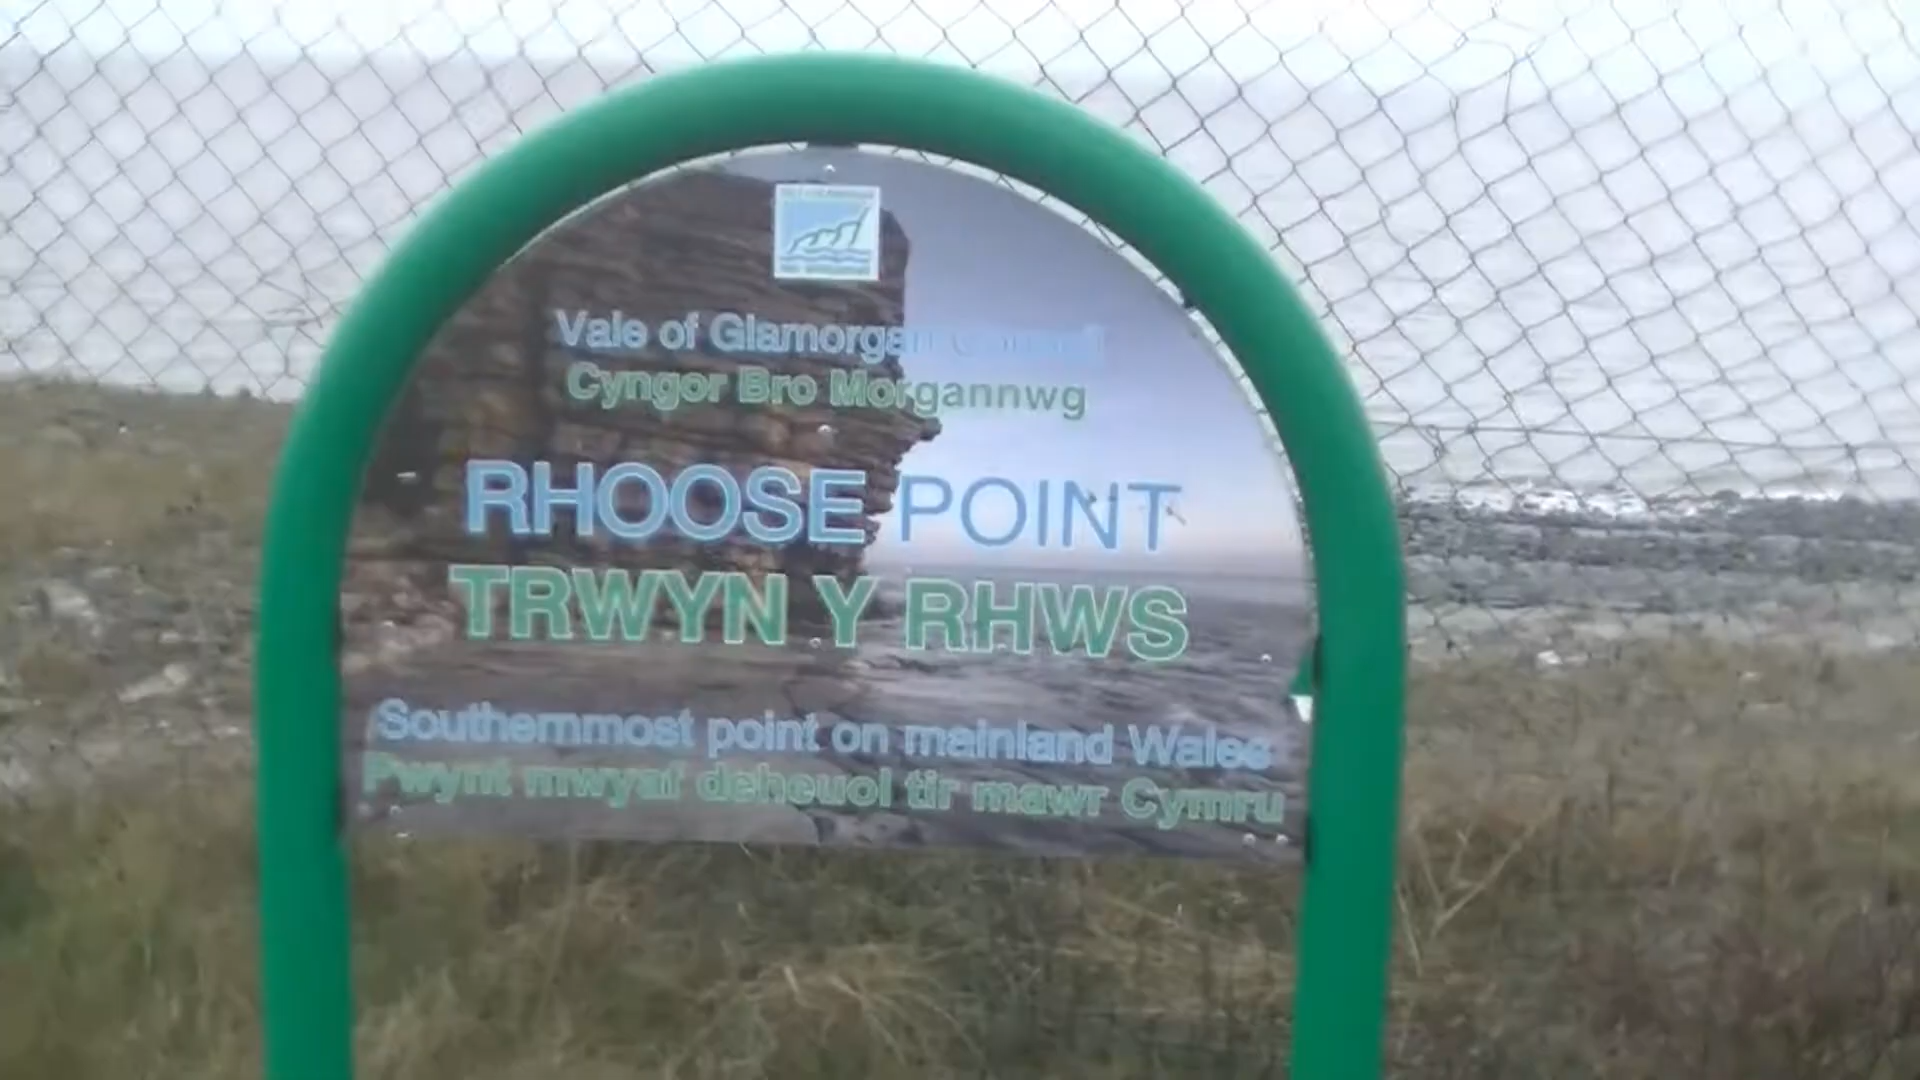 Vale of Glamorgan Council
Cyngor Bro Morgannwg
RHOOSE POINT
TRWYN Y RHWS
Southernmost point on mainland Wales
Pwynt mwyaf deheuol tir mawr Cymru